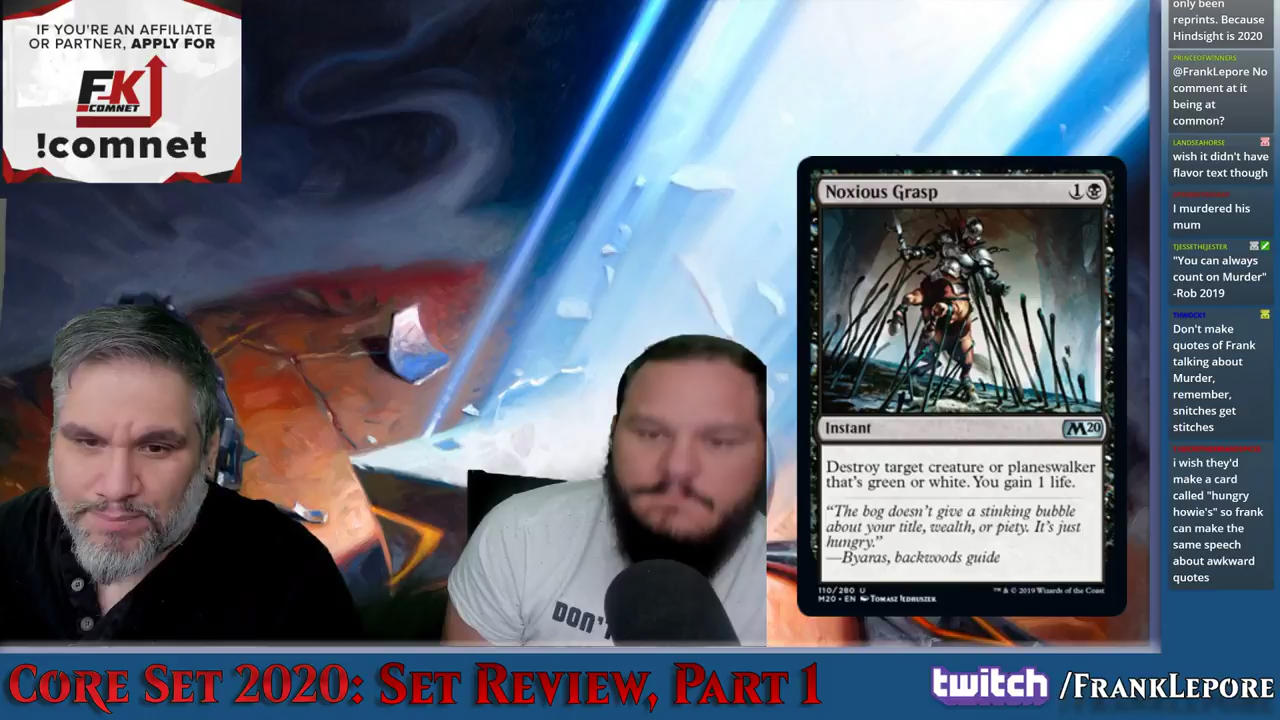 IF YOU'RE AN AFFILIATE
OR PARTNER, APPLY FOR
F2K
COMNET
!comnet
Noxious Grasp 1
Instant
M20
Destroy target creature or planeswalker
that's green or white. You gain 1 life.
"The bog doesn't give a stinking bubble
about your title, wealth, or piety. It's just
hungry."
—Byaras, backwoods guide
110/280 U
M20 • EN TOMASZ JEDRUSZEK
™ & © 2019 Wizards of the Coast
DON'T
only been
reprints. Because
Hindsight is 2020
PRINCEOFWINNERS
@FrankLepore No
comment at it
being at
common?
LANDSEAHORSE
wish it didn't have
flavor text though
I murdered his
mum
TJESSETHEJESTER
"You can always
count on Murder"
-Rob 2019
Don't make
quotes of Frank
talking about
Murder,
remember,
snitches get
stitches
i wish they'd
make a card
called "hungry
howie's" so frank
can make the
same speech
about awkward
quotes
CORE SET 2020: SET REVIEW, PART 1
twitch /FRANKLEPORE